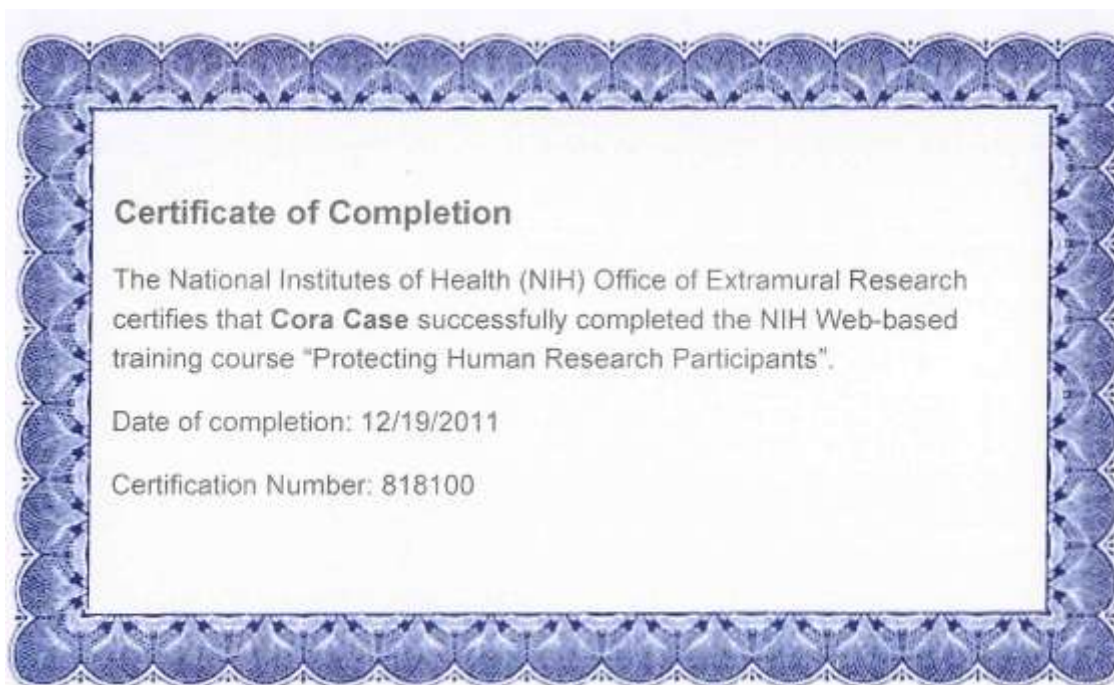 Certificate of Completion
The National Institutes of Health (NIH) Office of Extramural Research
certifies that Cora Case successfully completed the NIH Web-based
training course “Protecting Human Research Participants”.
Date of completion: 12/19/2011
Certification Number: 818100